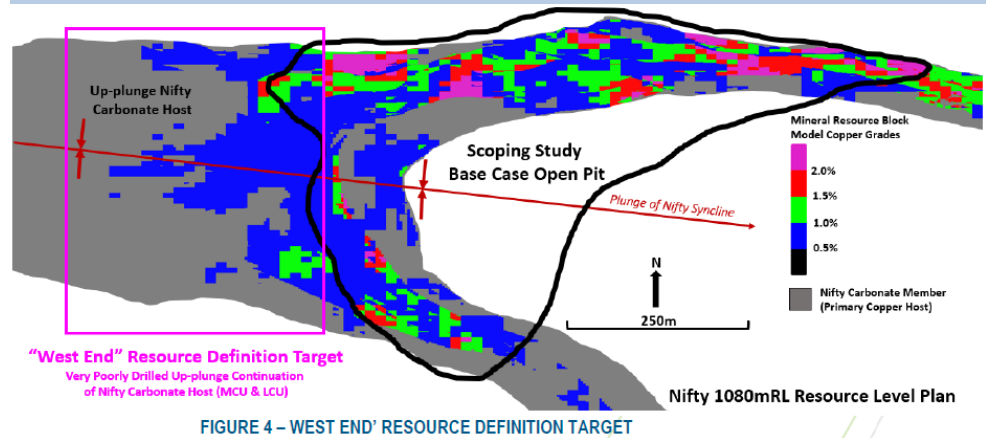 Up-plunge Nifty
Carbonate Host
Scoping Study
Base Case Open Pit
Plunge of Nifty Syncline
Mineral Resource Block
Model Copper Grades
2.0%
1.5%
1.0%
0.5%
Nifty Carbonate Member
(Primary Copper Host)
N
250m
"West End" Resource Definition Target
Very Poorly Drilled Up-plunge Continuation
of Nifty Carbonate Host (MCU & LCU)
Nifty 1080mRL Resource Level Plan
FIGURE 4 – WEST END' RESOURCE DEFINITION TARGET